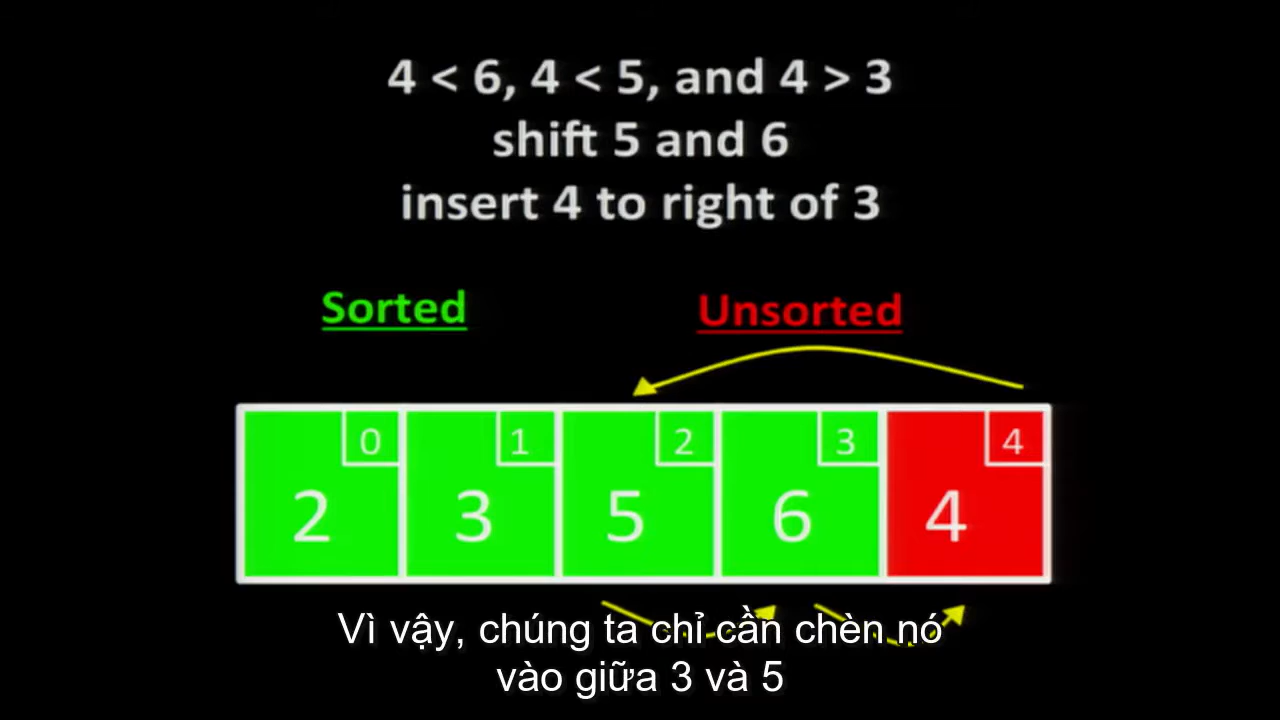 4 < 6, 4 < 5, and 4 > 3
shift 5 and 6
insert 4 to right of 3
Sorted Unsorted
0 1 2 3 4
2 3 5 6 4
Vì vậy, chúng ta chỉ cần chèn nó
vào giữa 3 và 5